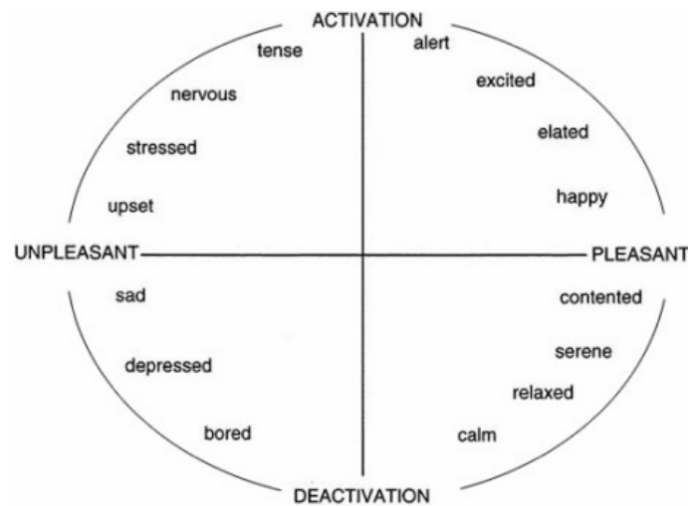 ACTIVATION
tense
alert
excited
nervous
elated
stressed
happy
upset
UNPLEASANT
PLEASANT
sad
contented
serene
depressed
relaxed
bored
calm
DEACTIVATION